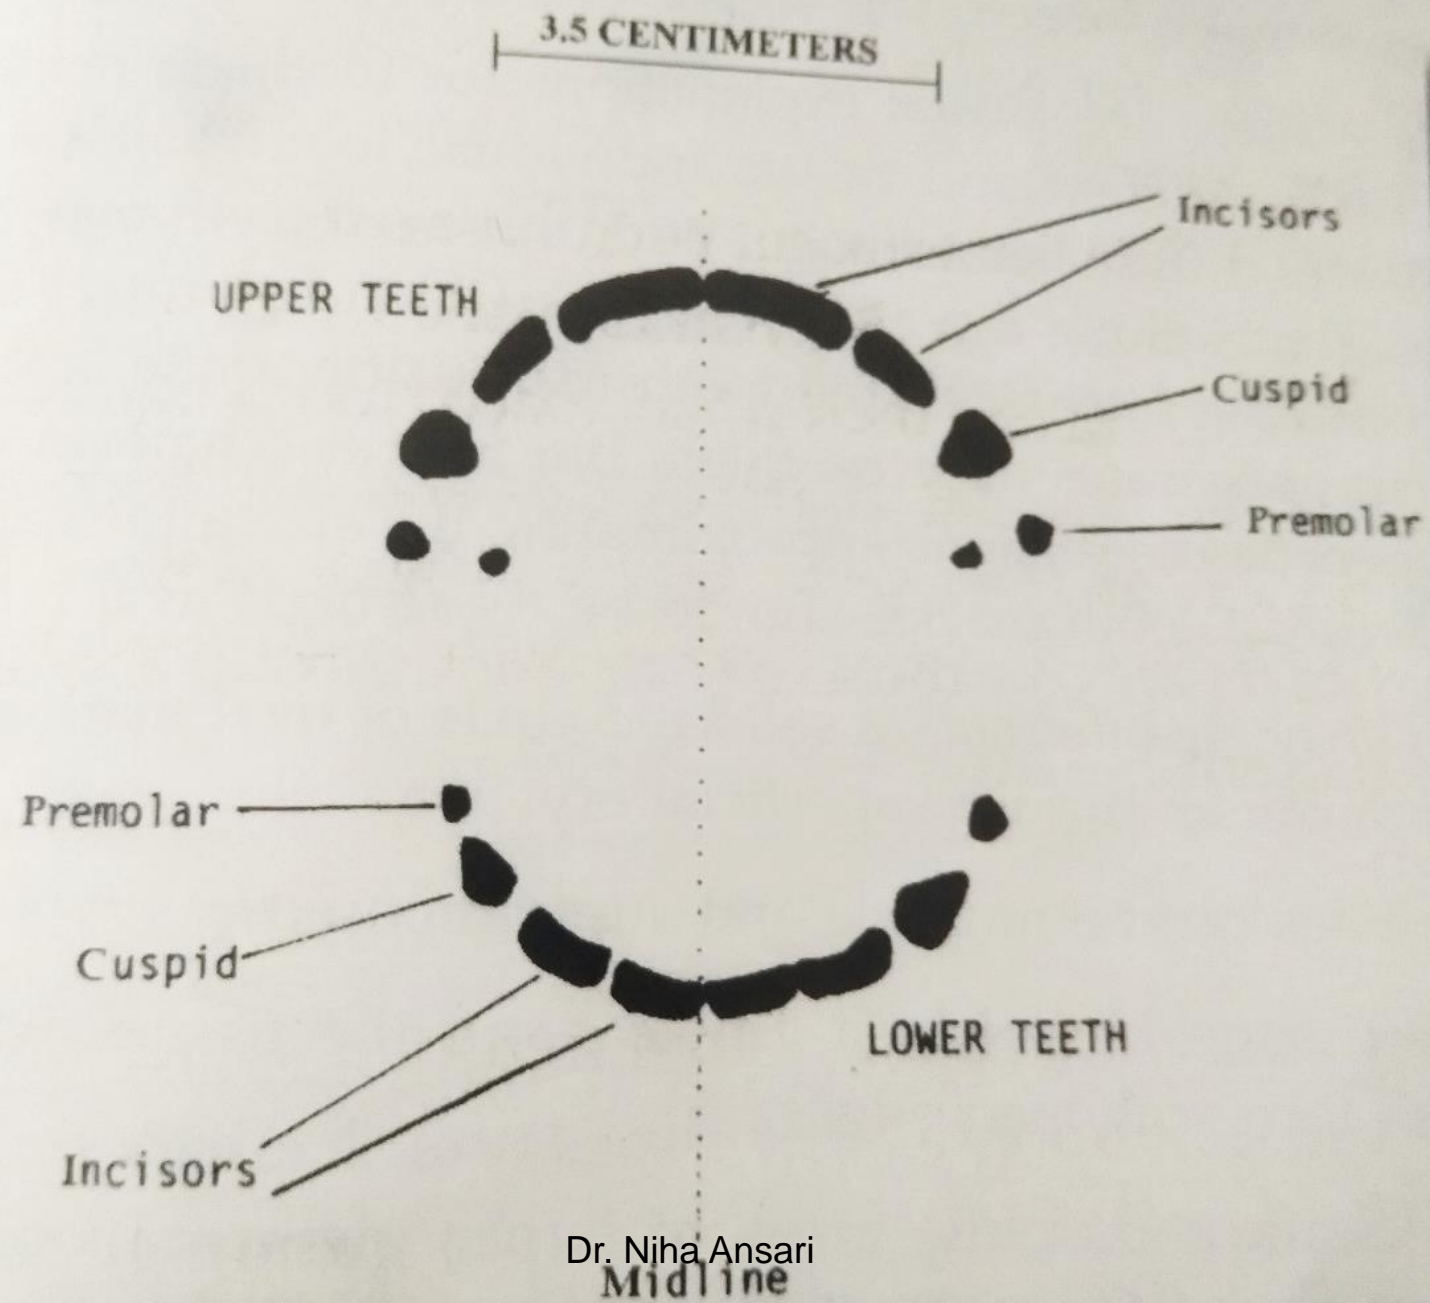 3.5 CENTIMETERS
Incisors
UPPER TEETH
Cuspid
Premolar
Premolar
Cuspid
LOWER TEETH
Incisors
Dr. Niha Ansari
Midline